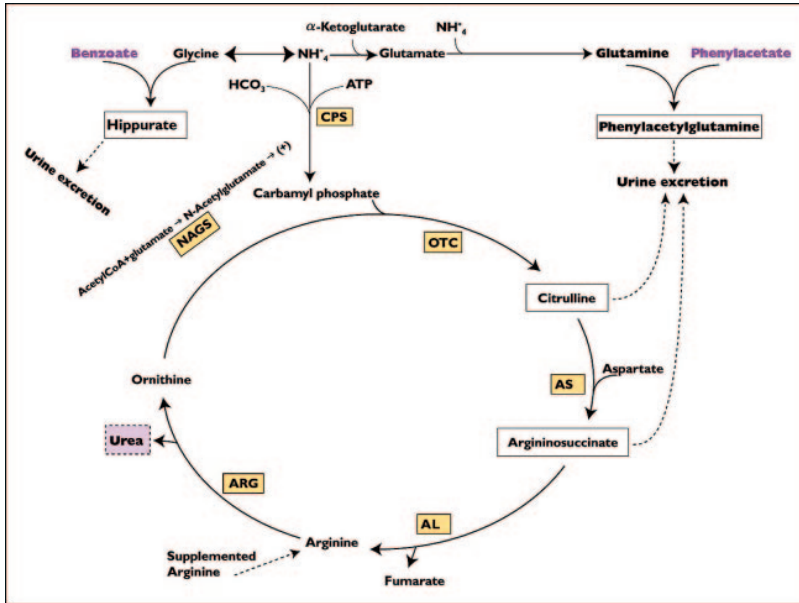 α-Ketoglutarate
NH⁺₄
Benzoate
Glycine
NH⁺₄
Glutamate
Glutamine
Phenylacetate
HCO₃
ATP
CPS
Hippurate
Phenylacetylglutamine
Urine excretion
Urine excretion
AcetylCoA+glutamate → N-Acetylglutamate → (+)
NAGS
Carbamyl phosphate
OTC
Citrulline
Ornithine
Aspartate
AS
Urea
Argininosuccinate
ARG
AL
Arginine
Supplemented
Arginine
Fumarate